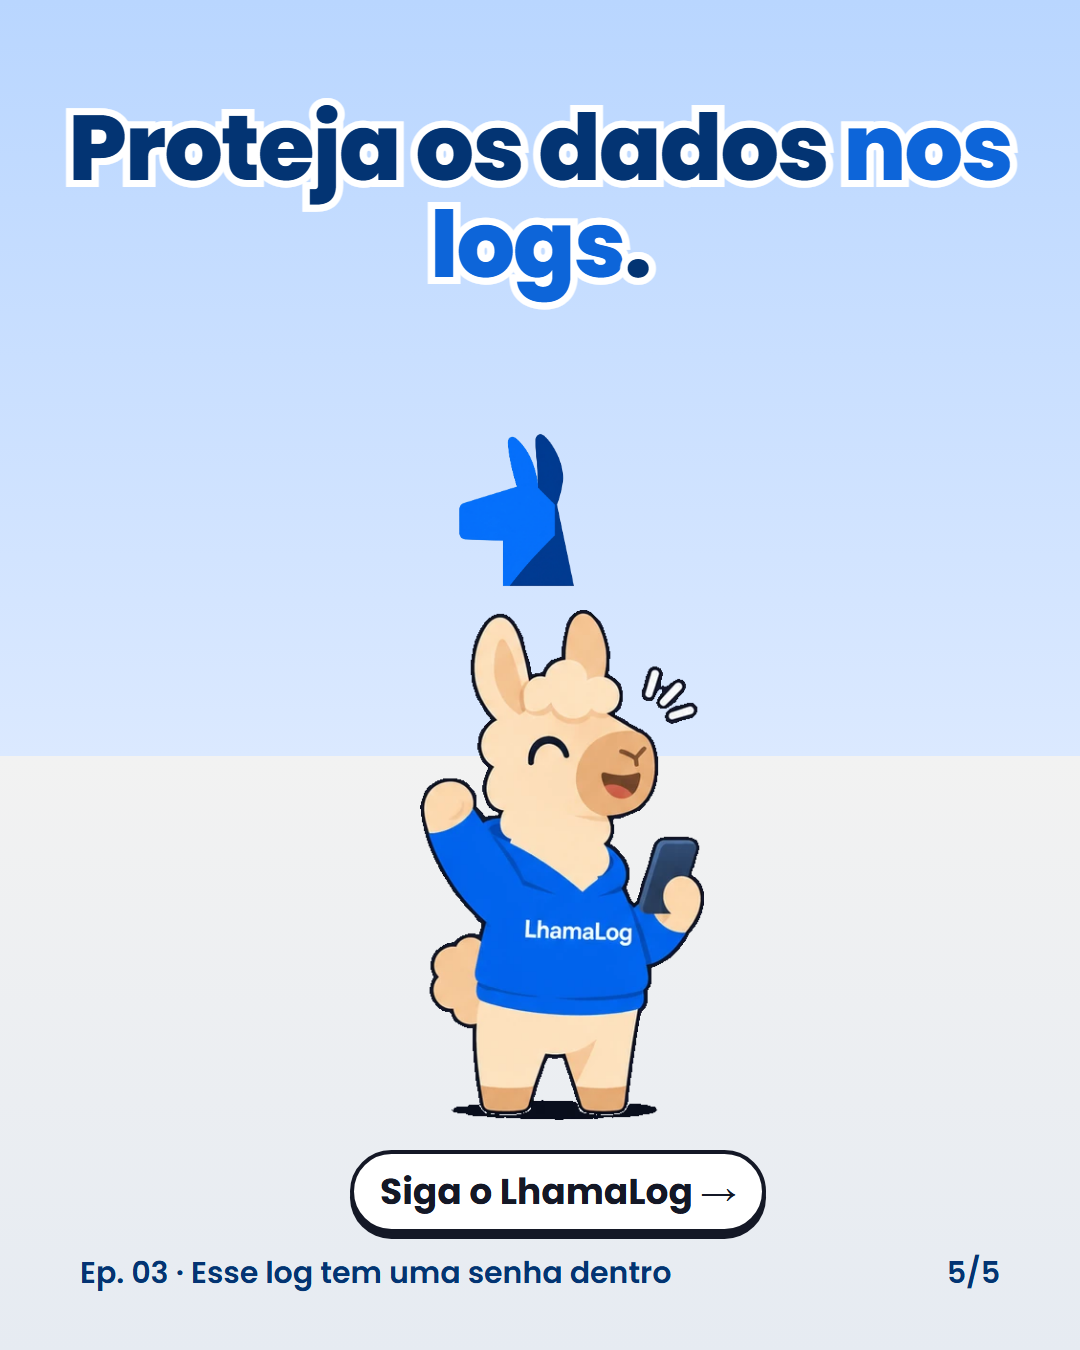 Proteja os dados nos
logs.
LhamaLog
Siga o LhamaLog →
Ep. 03 · Esse log tem uma senha dentro
5/5